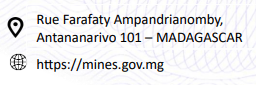 Rue Farafaty Ampandrianomby,
Antananarivo 101 – MADAGASCAR
https://mines.gov.mg